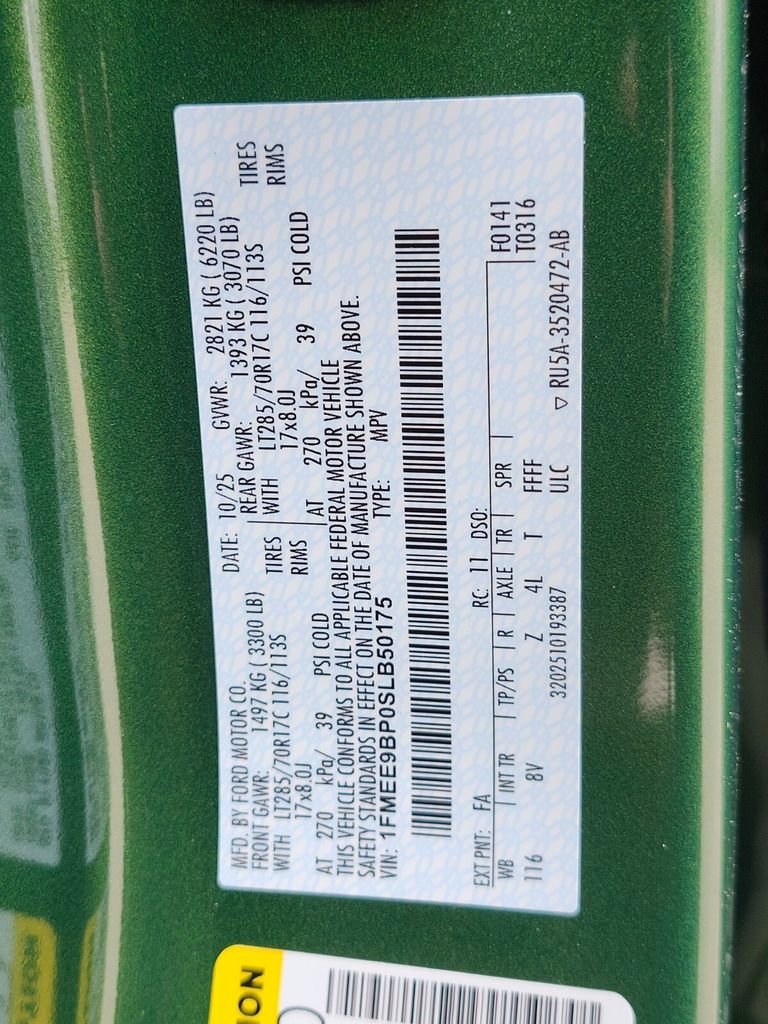 MFD. BY FORD MOTOR CO.
DATE: 10/25 GVWR: 2821 KG ( 6220 LB)
FRONT GAWR: 1497 KG ( 3300 LB)
REAR GAWR: 1393 KG ( 3070 LB)
WITH LT285/70R17C 116/113S TIRES
WITH LT285/70R17C 116/113S TIRES
17x8.0J RIMS
17x8.0J RIMS
AT 270 kPa/ 39 PSI COLD
AT 270 kPa/ 39 PSI COLD
THIS VEHICLE CONFORMS TO ALL APPLICABLE FEDERAL MOTOR VEHICLE
SAFETY STANDARDS IN EFFECT ON THE DATE OF MANUFACTURE SHOWN ABOVE.
VIN: 1FMEE9BP0SLB50175 TYPE: MPV
EXT PNT: FA RC: 11 DSO: F0141
WB INT TR TP/PS R AXLE TR SPR T0316
116 8V Z 4L T FFFF
3202510193387 ULC ▽ RU5A-3520472-AB
ION